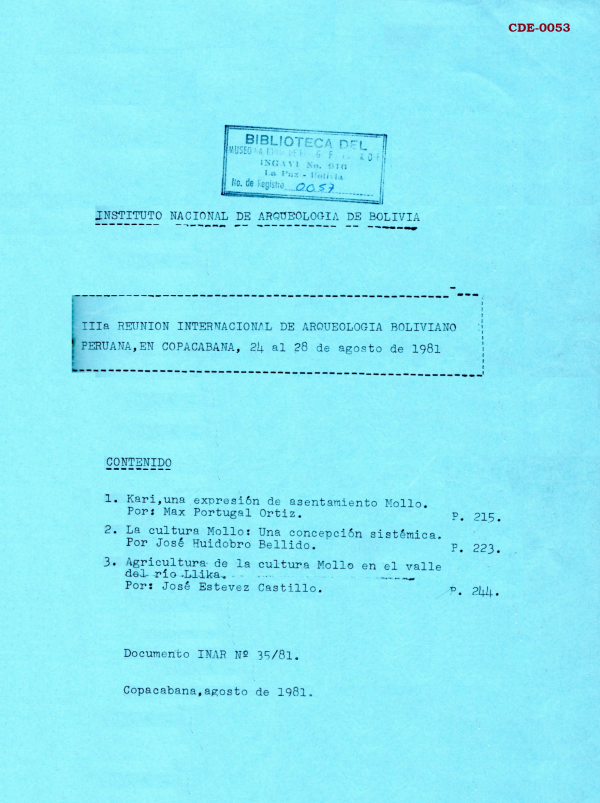 CDE-0053
BIBLIOTECA DEL
MUSEO
INGAVI No. 916
La Paz - Bolivia
No. de Registro 0057
INSTITUTO NACIONAL DE ARQUEOLOGIA DE BOLIVIA
IIIa REUNION INTERNACIONAL DE ARQUEOLOGIA BOLIVIANO
PERUANA,EN COPACABANA, 24 al 28 de agosto de 1981
CONTENIDO
1. Kari,una expresión de asentamiento Mollo.
Por: Max Portugal Ortiz. P. 215.
2. La cultura Mollo: Una concepción sistémica.
Por José Huidobro Bellido. P. 223.
3. Agricultura de la cultura Mollo en el valle
del río Llika.
Por: José Estevez Castillo. P. 244.
Documento INAR Nº 35/81.
Copacabana,agosto de 1981.